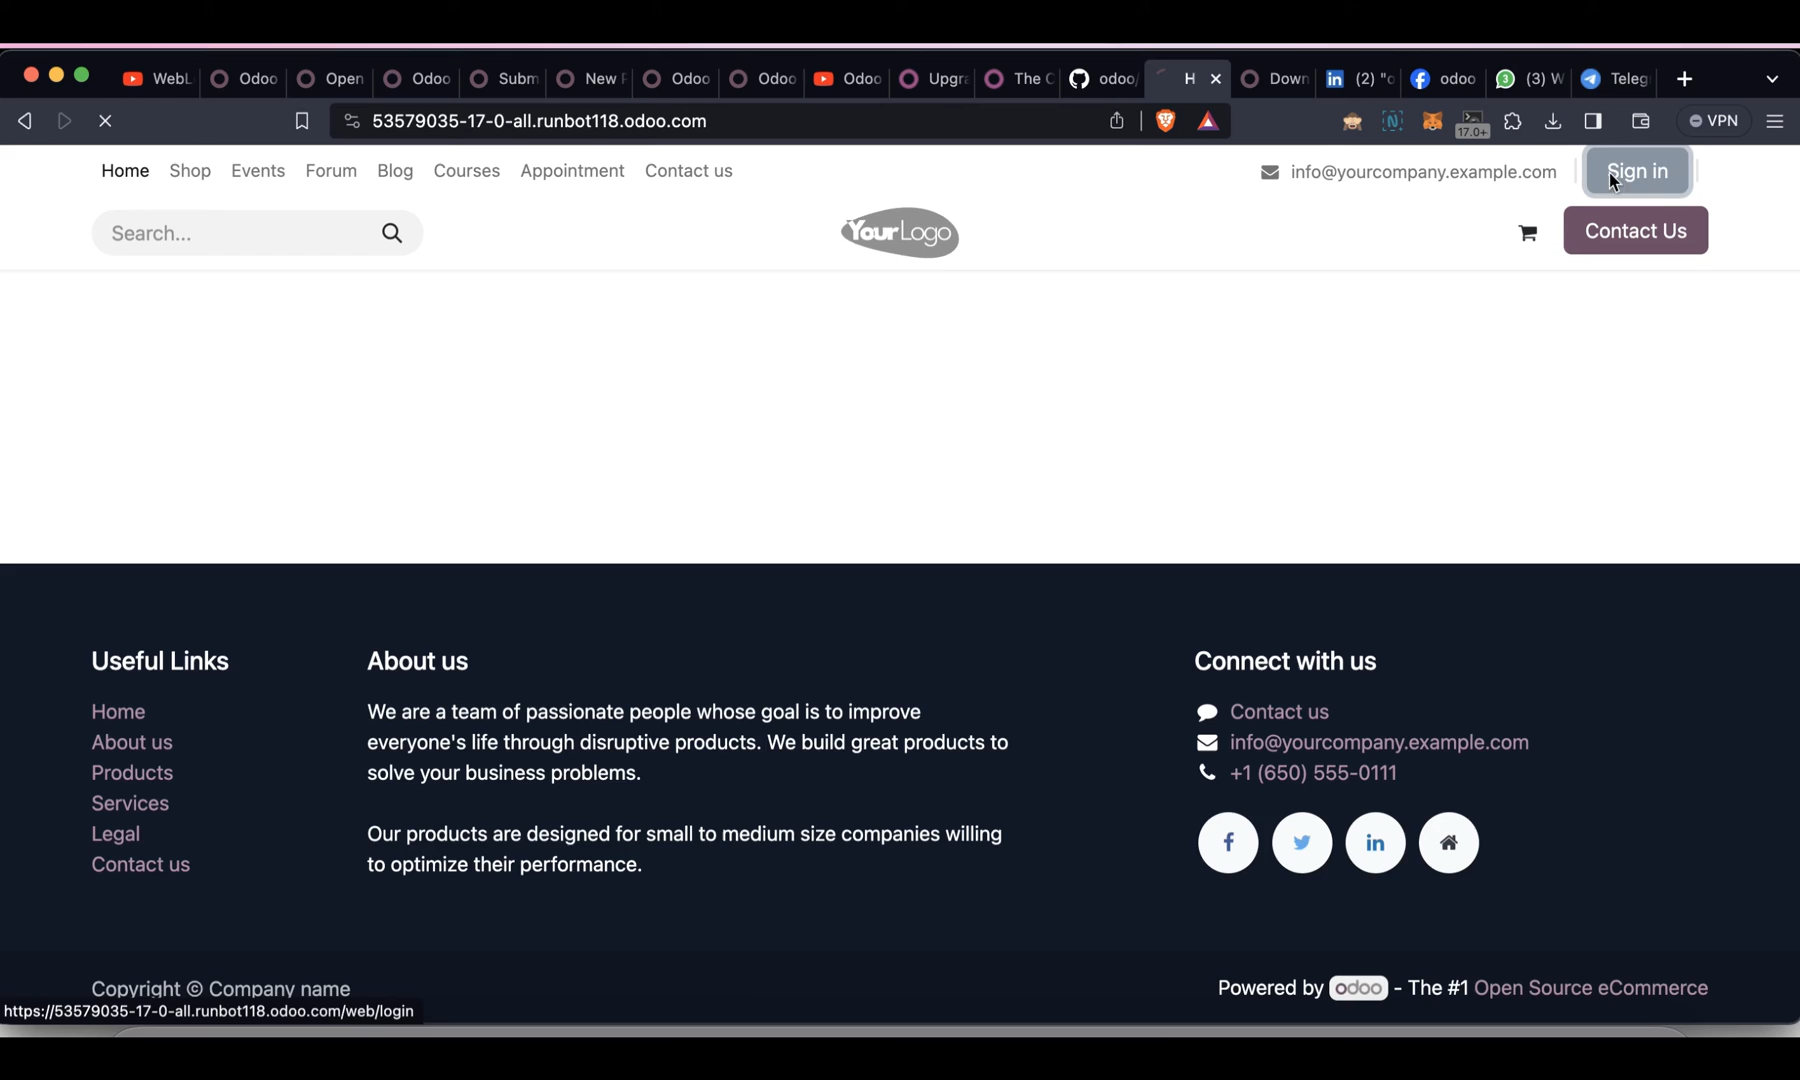 WebL Odoo Open Odoo Subm New Odoo Odoo Odoo Upgra The odoo/ H Down (2) "o odoo (3) W Teleg
53579035-17-0-all.runbot118.odoo.com
VPN
17.0+
Home Shop Events Forum Blog Courses Appointment Contact us
info@yourcompany.example.com
Sign in
Search...
YourLogo
Contact Us
Useful Links
Home
About us
Products
Services
Legal
Contact us
About us
We are a team of passionate people whose goal is to improve
everyone's life through disruptive products. We build great products to
solve your business problems.
Our products are designed for small to medium size companies willing
to optimize their performance.
Connect with us
Contact us
info@yourcompany.example.com
+1 (650) 555-0111
Copyright © Company name
Powered by odoo - The #1 Open Source eCommerce
https://53579035-17-0-all.runbot118.odoo.com/web/login